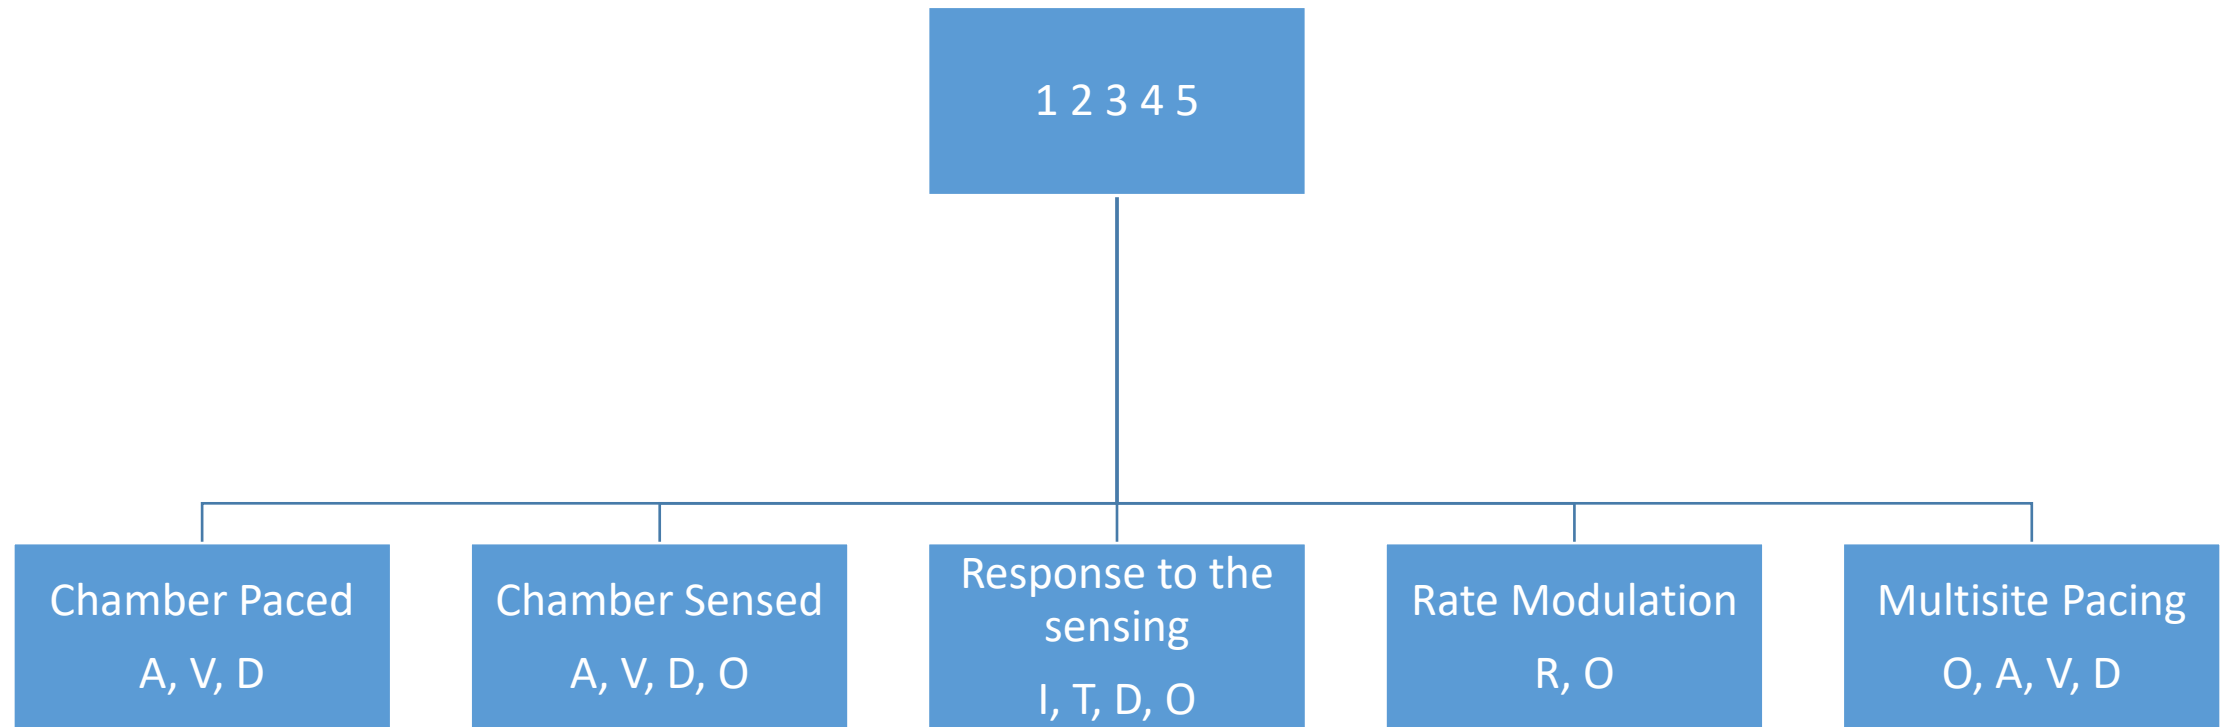 1 2 3 4 5
Chamber Paced
A, V, D
Chamber Sensed
A, V, D, O
Response to the
sensing
I, T, D, O
Rate Modulation
R, O
Multisite Pacing
O, A, V, D